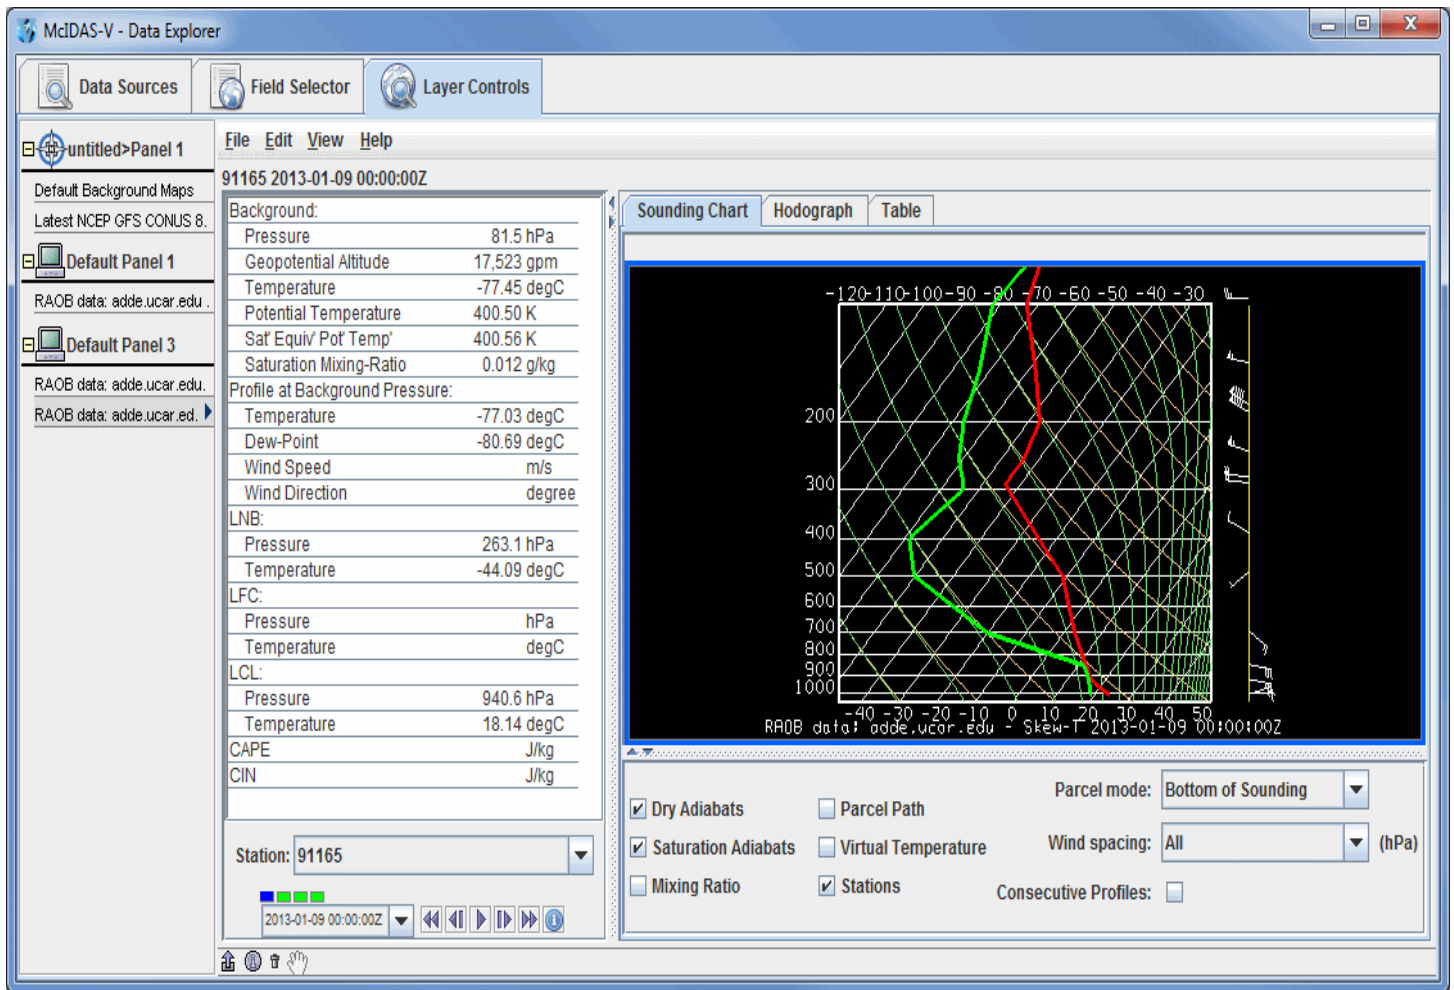 McIDAS-V - Data Explorer
Data Sources
Field Selector
Layer Controls
untitled>Panel 1
Default Background Maps
Latest NCEP GFS CONUS 8.
Default Panel 1
RAOB data: adde.ucar.edu .
Default Panel 3
RAOB data: adde.ucar.edu.
RAOB data: adde.ucar.ed.
File Edit View Help
91165 2013-01-09 00:00:00Z
Background:
Pressure 81.5 hPa
Geopotential Altitude 17,523 gpm
Temperature -77.45 degC
Potential Temperature 400.50 K
Sat' Equiv' Pot' Temp' 400.56 K
Saturation Mixing-Ratio 0.012 g/kg
Profile at Background Pressure:
Temperature -77.03 degC
Dew-Point -80.69 degC
Wind Speed m/s
Wind Direction degree
LNB:
Pressure 263.1 hPa
Temperature -44.09 degC
LFC:
Pressure hPa
Temperature degC
LCL:
Pressure 940.6 hPa
Temperature 18.14 degC
CAPE J/kg
CIN J/kg
Station: 91165
2013-01-09 00:00:00Z
Sounding Chart Hodograph Table
-120-110-100-90 -80 -70 -60 -50 -40 -30
200
300
400
500
600
700
800
900
1000
-40 -30 -20 -10 0 10 20 30 40 50
RAOB data: adde.ucar.edu - Skew-T 2013-01-09 00:00:00Z
Dry Adiabats
Saturation Adiabats
Mixing Ratio
Parcel Path
Virtual Temperature
Stations
Parcel mode: Bottom of Sounding
Wind spacing: All (hPa)
Consecutive Profiles: